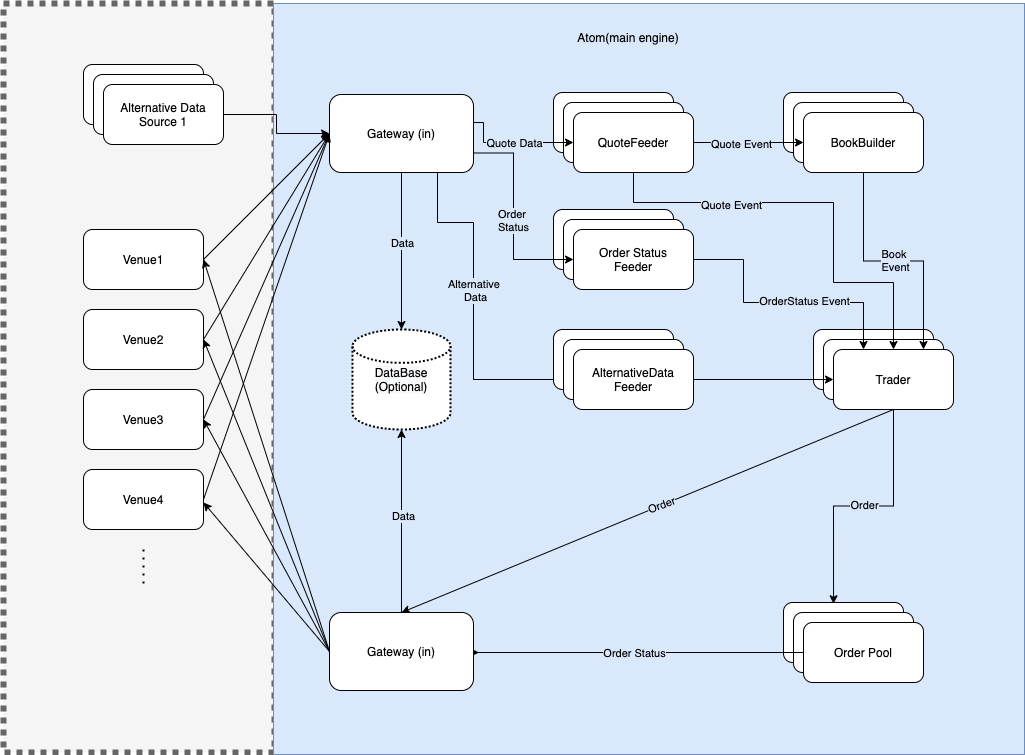 Atom(main engine)
Alternative Data
Source 1
Gateway (in)
Quote Data
QuoteFeeder
Quote Event
BookBuilder
Quote Event
Order
Status
Data
Venue1
Order Status
Feeder
Book
Event
Alternative
Data
OrderStatus Event
Venue2
DataBase
(Optional)
AlternativeData
Feeder
Trader
Venue3
Venue4
Order
Order
Data
Gateway (in)
Order Status
Order Pool